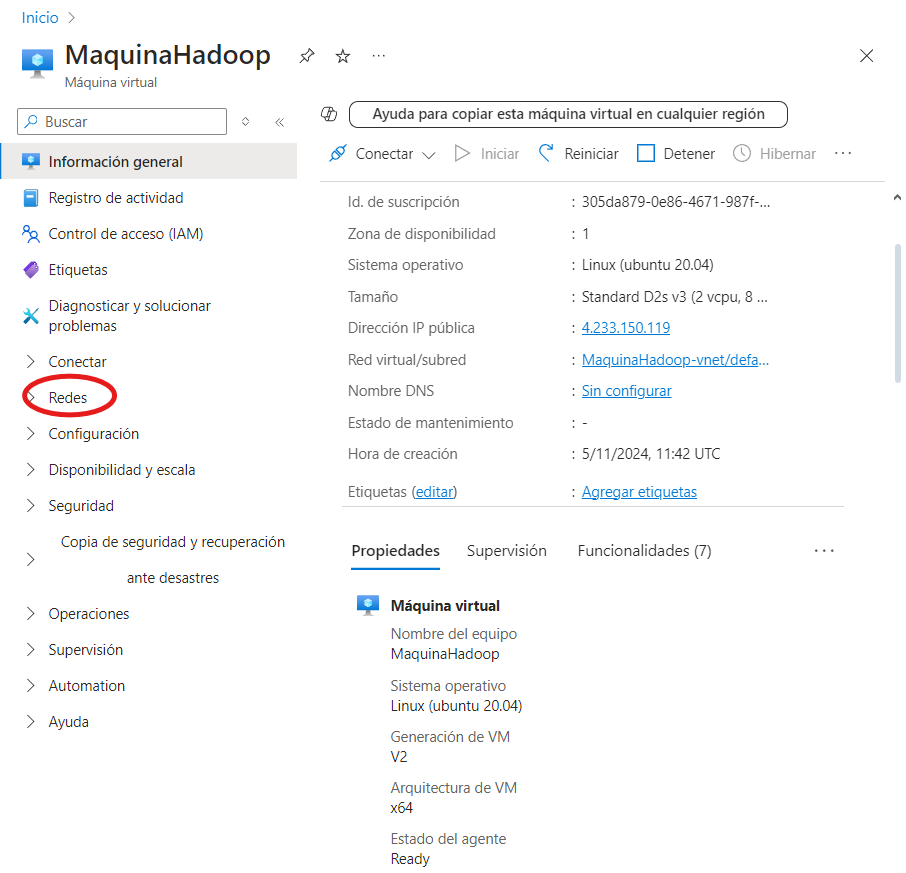 Inicio
MaquinaHadoop
Máquina virtual
Buscar
Información general
Registro de actividad
Control de acceso (IAM)
Etiquetas
Diagnosticar y solucionar
problemas
Conectar
Redes
Configuración
Disponibilidad y escala
Seguridad
Copia de seguridad y recuperación
ante desastres
Operaciones
Supervisión
Automation
Ayuda
Ayuda para copiar esta máquina virtual en cualquier región
Conectar Iniciar Reiniciar Detener Hibernar ...
Id. de suscripción : 305da879-0e86-4671-987f-...
Zona de disponibilidad : 1
Sistema operativo : Linux (ubuntu 20.04)
Tamaño : Standard D2s v3 (2 vcpu, 8 ...
Dirección IP pública : 4.233.150.119
Red virtual/subred : MaquinaHadoop-vnet/defa...
Nombre DNS : Sin configurar
Estado de mantenimiento : -
Hora de creación : 5/11/2024, 11:42 UTC
Etiquetas (editar) : Agregar etiquetas
Propiedades Supervisión Funcionalidades (7) ...
Máquina virtual
Nombre del equipo
MaquinaHadoop
Sistema operativo
Linux (ubuntu 20.04)
Generación de VM
V2
Arquitectura de VM
x64
Estado del agente
Ready